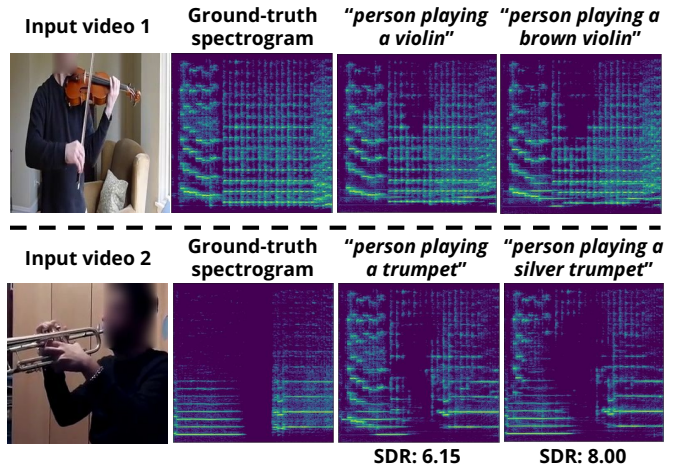 Input video 1
Ground-truth
spectrogram
“person playing
a violin”
“person playing a
brown violin”
Input video 2
Ground-truth
spectrogram
“person playing
a trumpet”
“person playing a
silver trumpet”
SDR: 6.15
SDR: 8.00